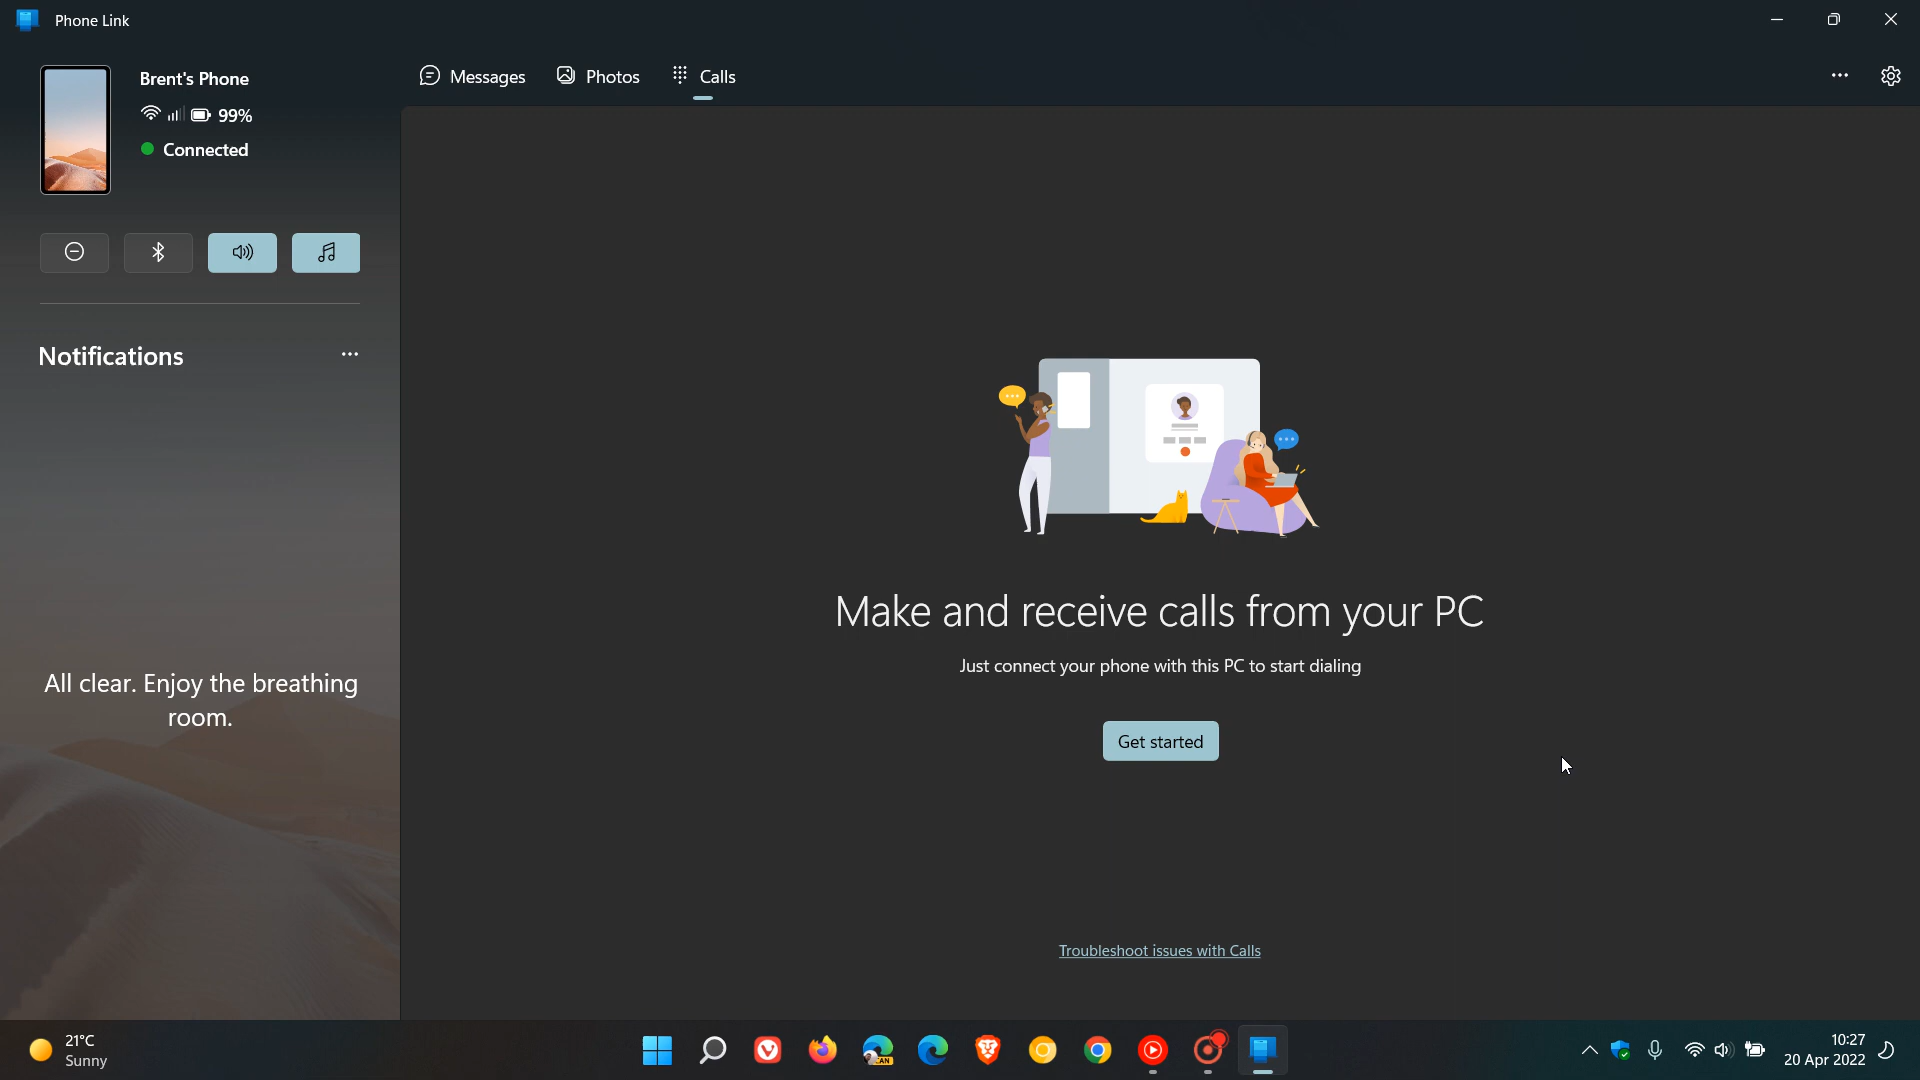 Phone Link
Brent's Phone
99%
Connected
Messages
Photos
Calls
Notifications
All clear. Enjoy the breathing
room.
Make and receive calls from your PC
Just connect your phone with this PC to start dialing
Get started
Troubleshoot issues with Calls
21°C
Sunny
CAN
10:27
20 Apr 2022